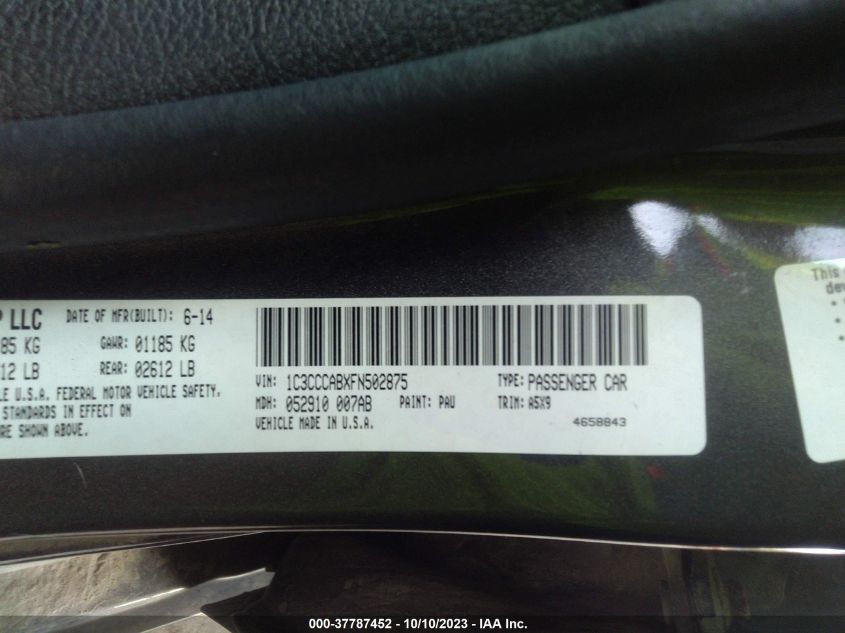 P LLC DATE OF MFR(BUILT): 6-14
85 KG GAWR: 01185 KG
12 LB REAR: 02612 LB
LE U.S.A. FEDERAL MOTOR VEHICLE SAFETY,
STANDARDS IN EFFECT ON
RE SHOWN ABOVE.
VIN: 1C3CCCABXFN502875 TYPE: PASSENGER CAR
MDH: 052910 007AB PAINT: PAU TRIM: A5X9
VEHICLE MADE IN U.S.A. 4658843
This
dev
000-37787452 - 10/10/2023 - IAA Inc.